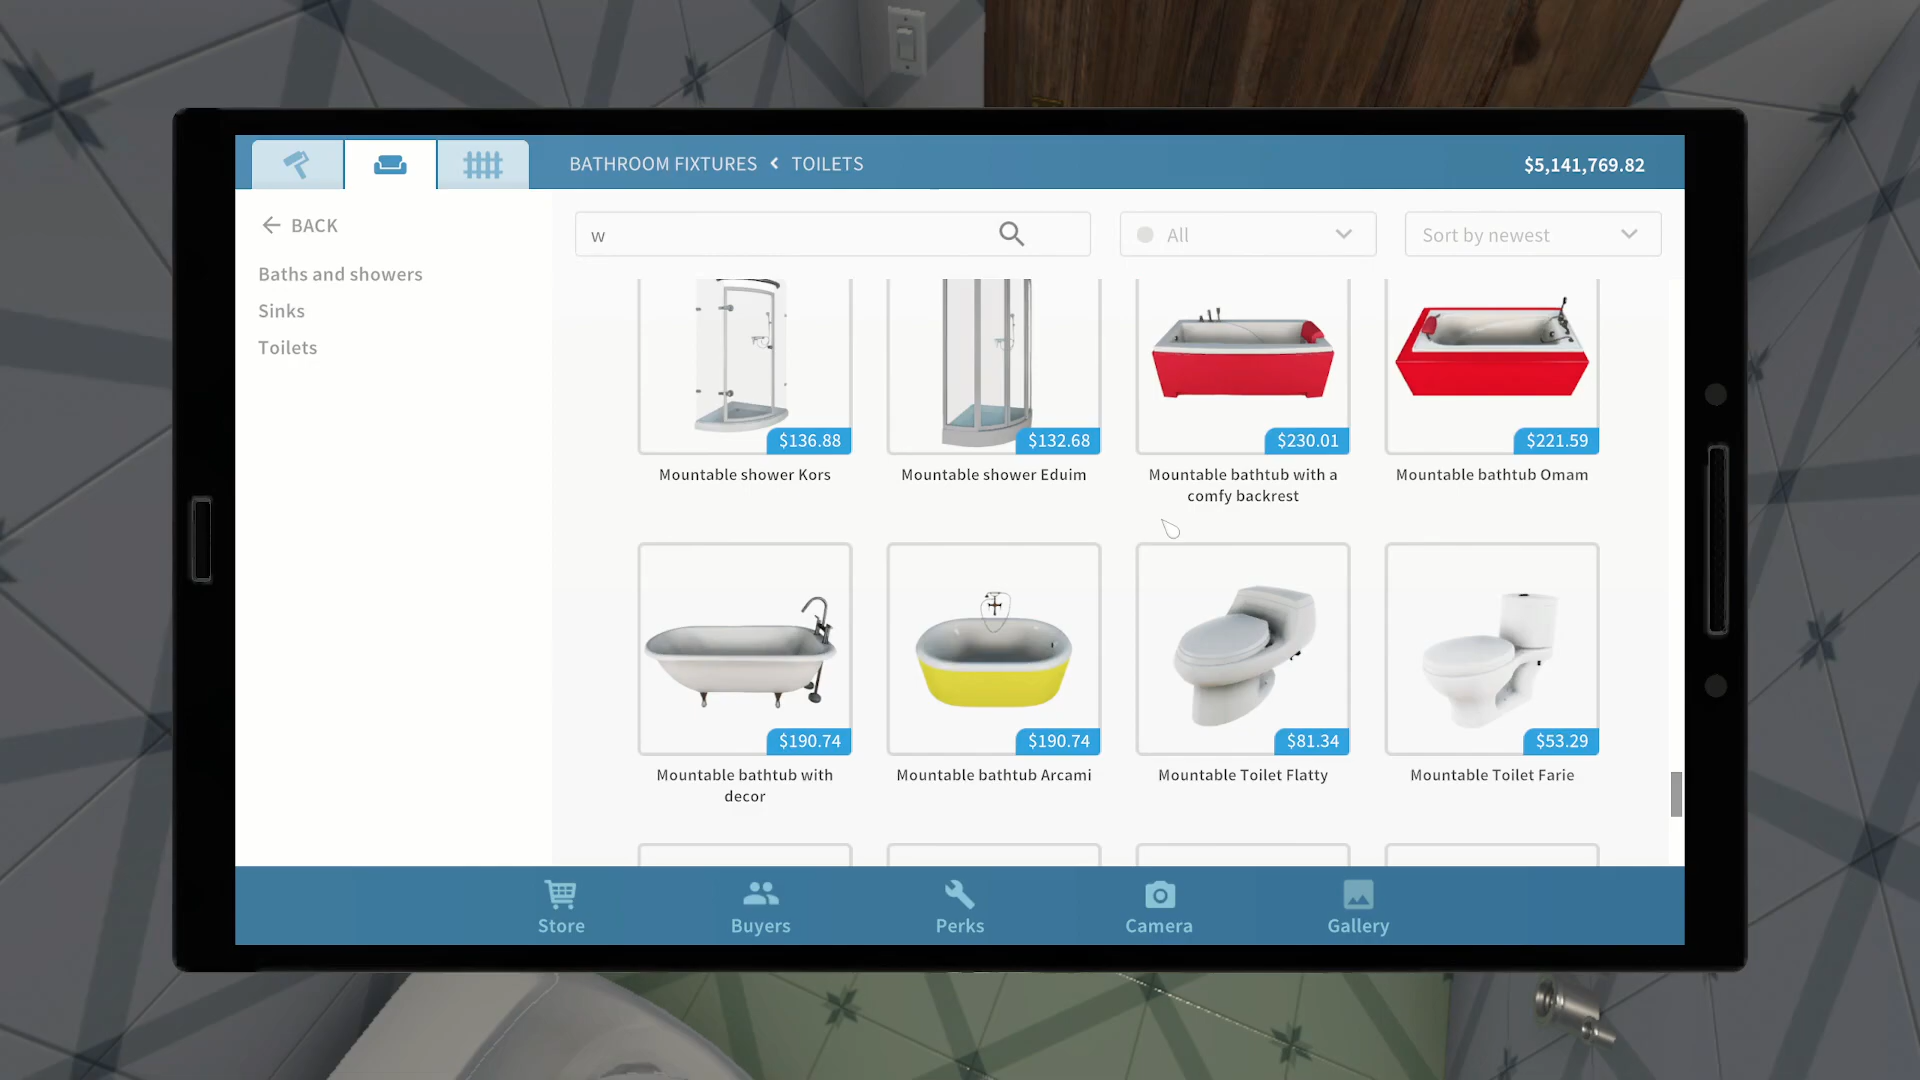 BATHROOM FIXTURES < TOILETS
$5,141,769.82
BACK
w
All
Sort by newest
Baths and showers
Sinks
Toilets
$136.88
$132.68
$230.01
$221.59
Mountable shower Kors
Mountable shower Eduim
Mountable bathtub with a
comfy backrest
Mountable bathtub Omam
$190.74
$190.74
$81.34
$53.29
Mountable bathtub with
decor
Mountable bathtub Arcami
Mountable Toilet Flatty
Mountable Toilet Farie
Store
Buyers
Perks
Camera
Gallery